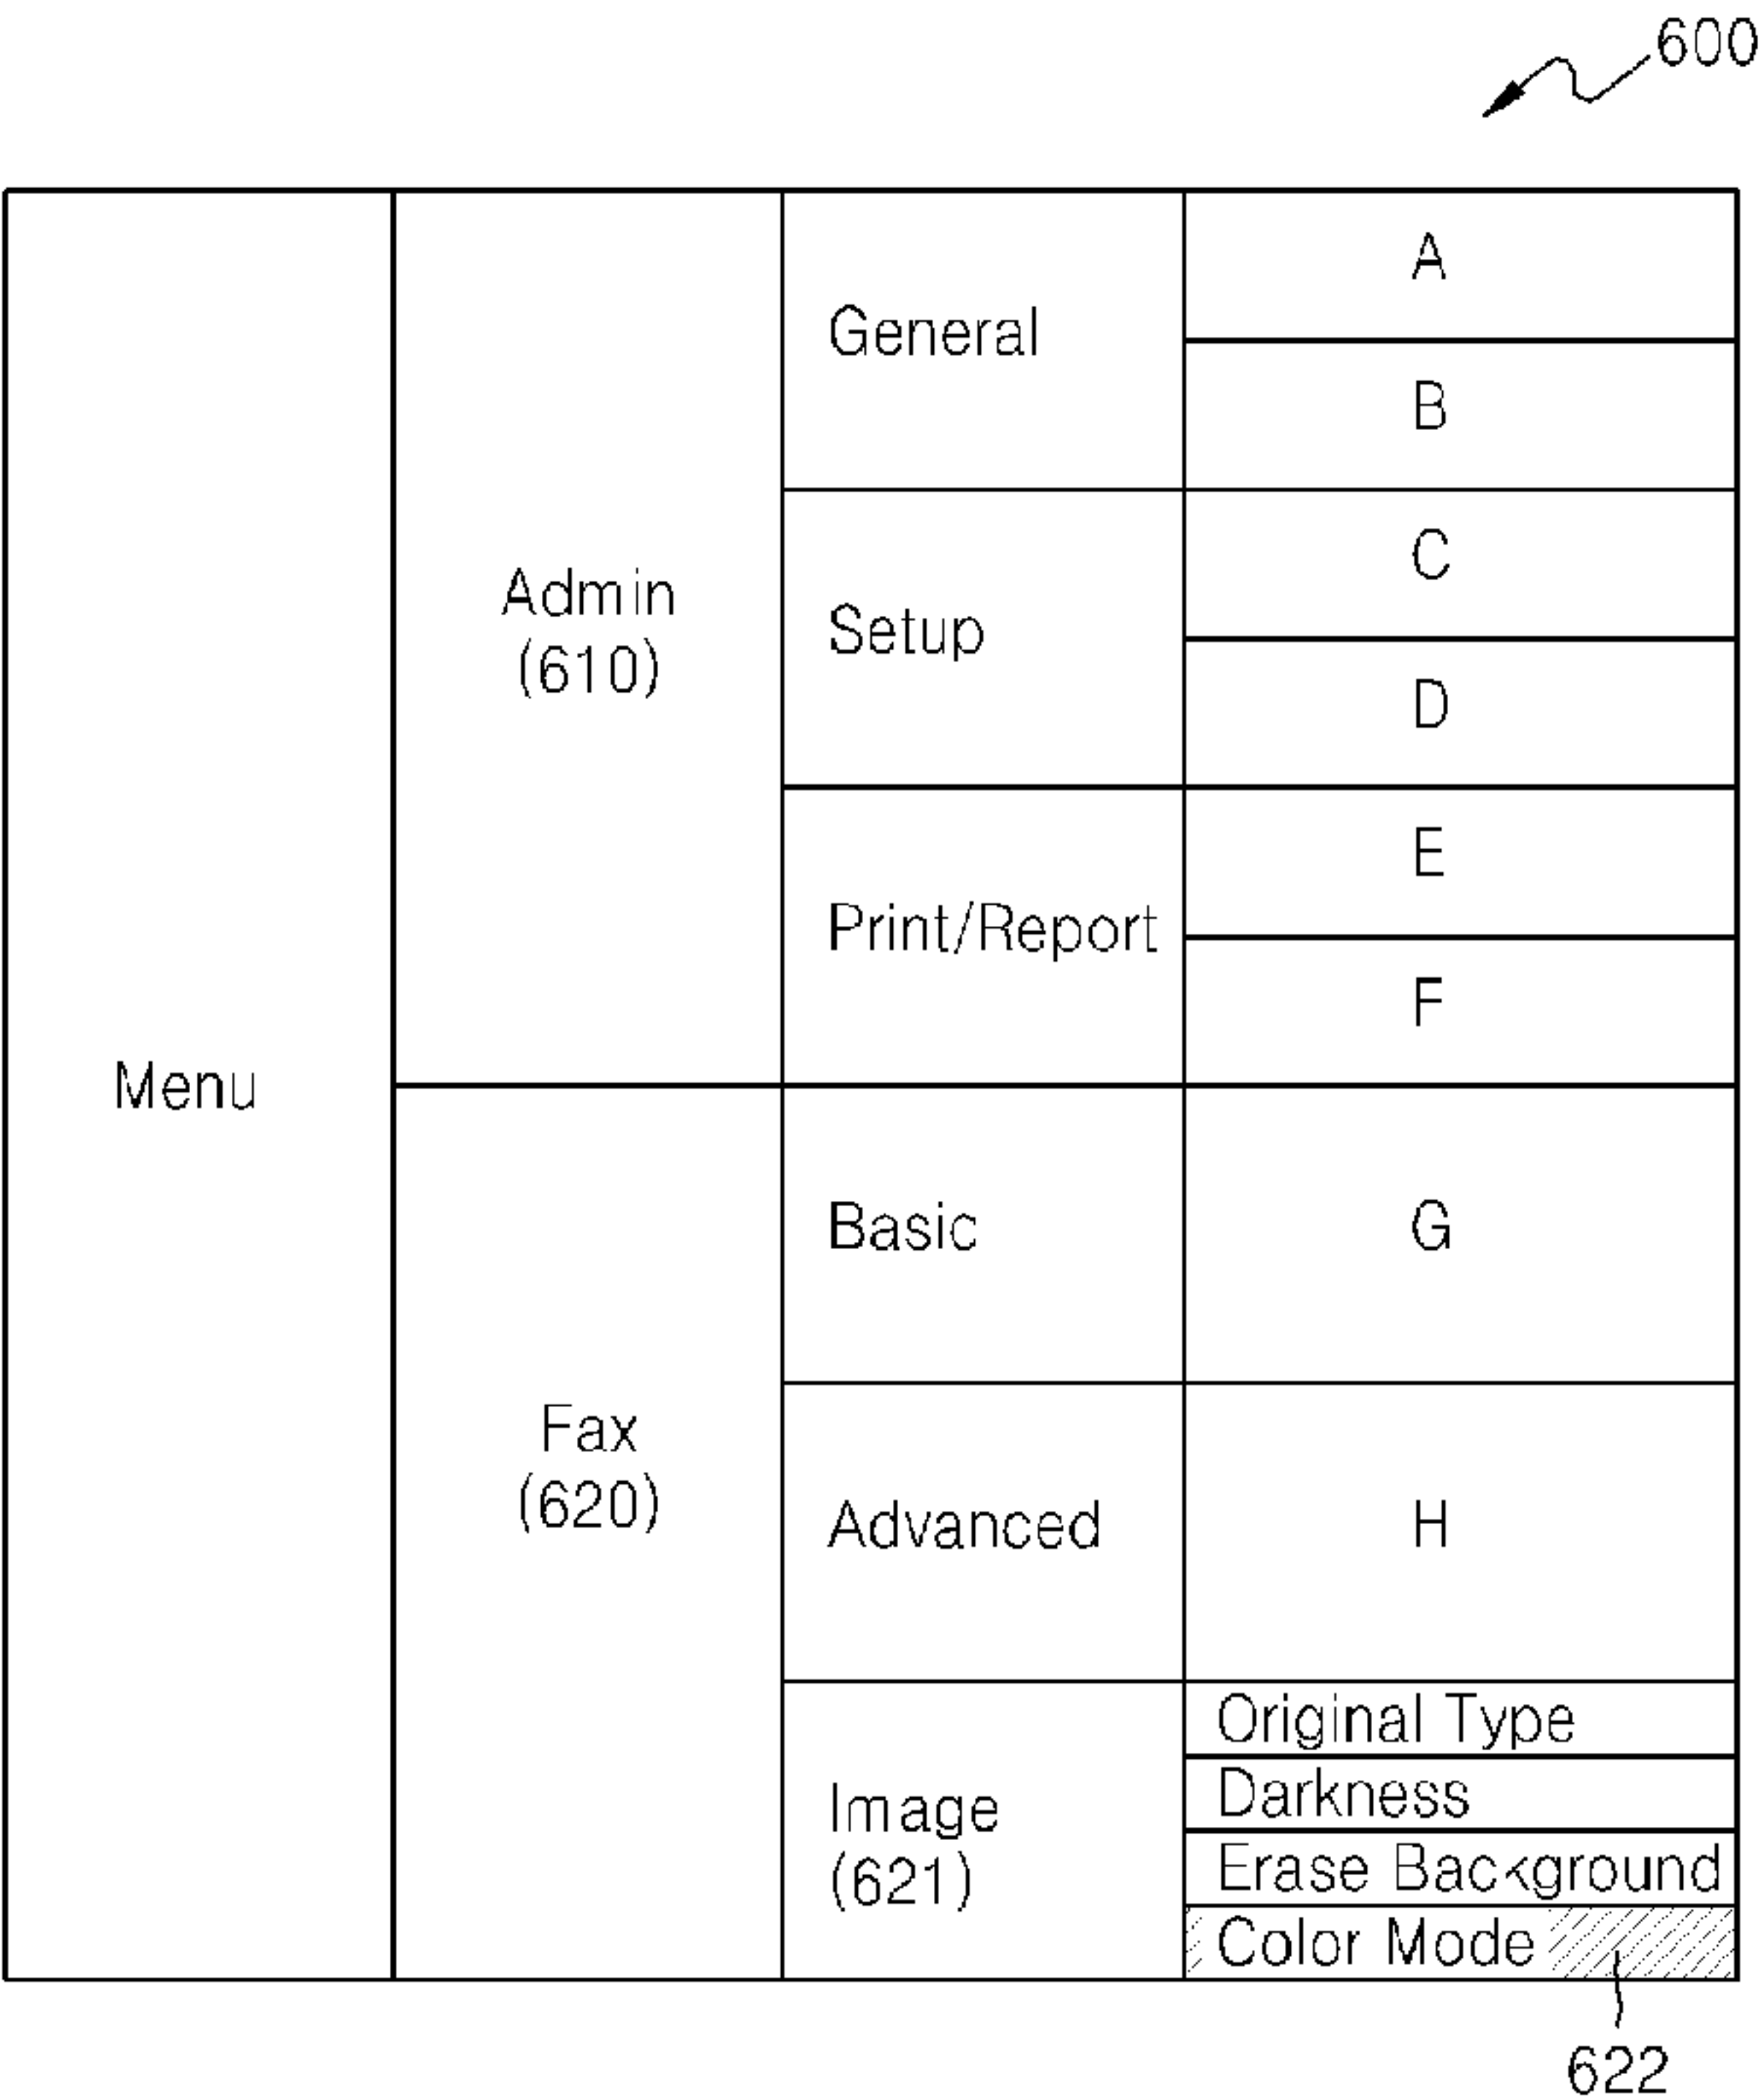 600
Menu
Admin
(610)
General
A
B
Setup
C
D
Print/Report
E
F
Fax
(620)
Basic
G
Advanced
H
Image
(621)
Original Type
Darkness
Erase Background
Color Mode
622